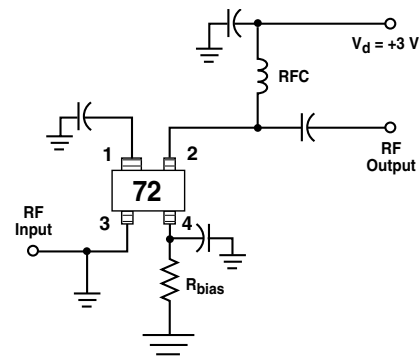 V_d = +3 V
RFC
1
2
RF
Output
72
RF
Input
3
4
R_bias